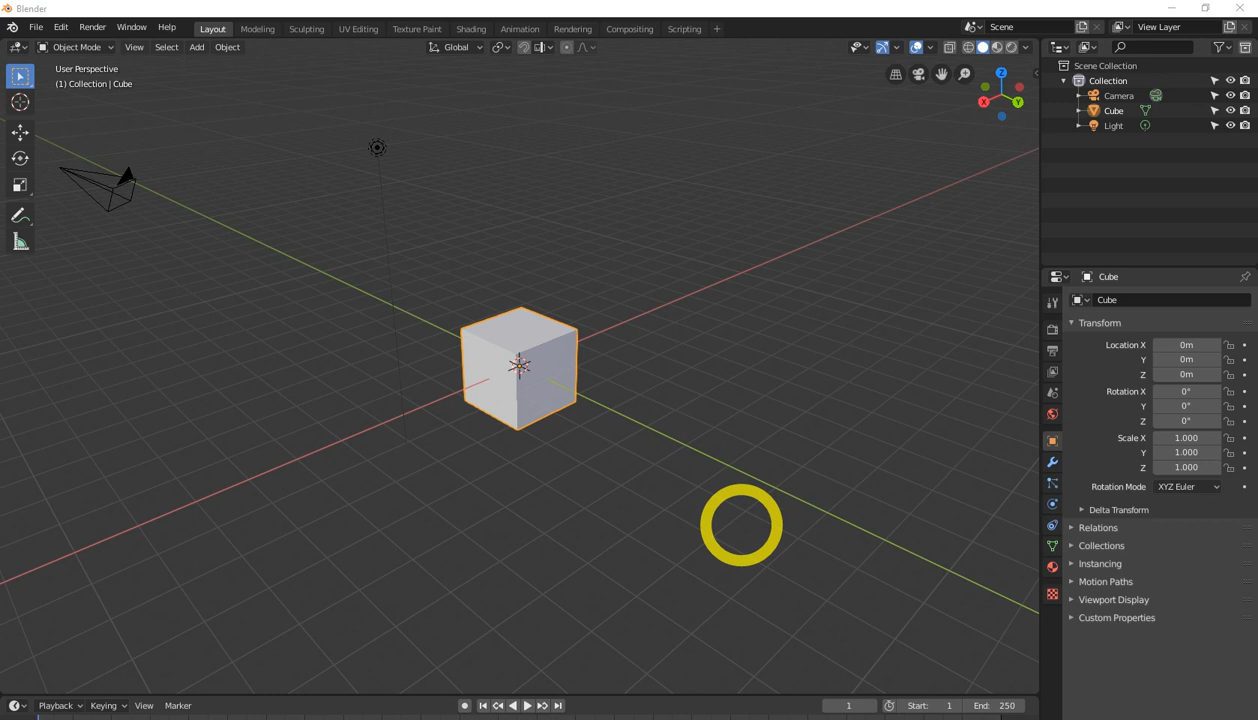 Blender
File Edit Render Window Help Layout Modeling Sculpting UV Editing Texture Paint Shading Animation Rendering Compositing Scripting + Scene View Layer
Object Mode View Select Add Object Global
User Perspective
(1) Collection | Cube
Z
X Y
Scene Collection
Collection
Camera
Cube
Light
Cube
Cube
Transform
Location X 0m
Y 0m
Z 0m
Rotation X 0°
Y 0°
Z 0°
Scale X 1.000
Y 1.000
Z 1.000
Rotation Mode XYZ Euler
Delta Transform
Relations
Collections
Instancing
Motion Paths
Viewport Display
Custom Properties
Playback Keying View Marker 1 Start: 1 End: 250